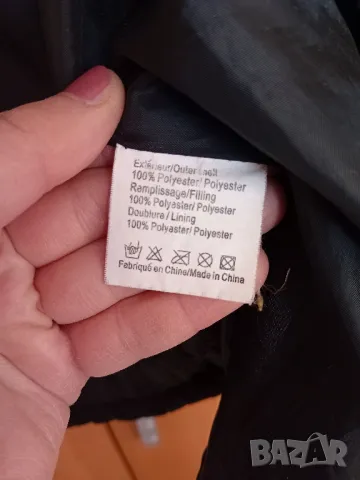 Extérieur/Outer shell
100% Polyester/ Polyester
Ramplissage/Filling
100% Polyester/ Polyester
Doublure / Lining
100% Polyester/ Polyester
Fabriqué en Chine/Made in China
BAZAR